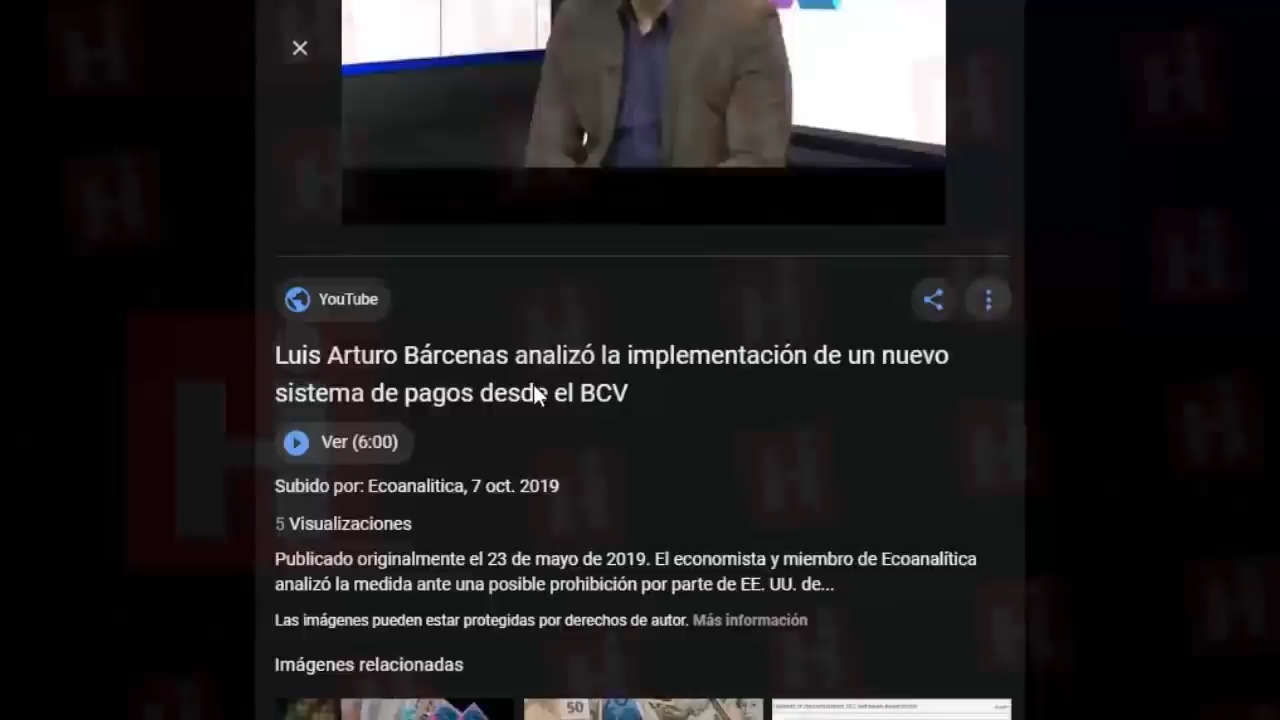 YouTube
Luis Arturo Bárcenas analizó la implementación de un nuevo
sistema de pagos desde el BCV
Ver (6:00)
Subido por: Ecoanalitica, 7 oct. 2019
5 Visualizaciones
Publicado originalmente el 23 de mayo de 2019. El economista y miembro de Ecoanalítica
analizó la medida ante una posible prohibición por parte de EE. UU. de...
Las imágenes pueden estar protegidas por derechos de autor. Más información
Imágenes relacionadas
50